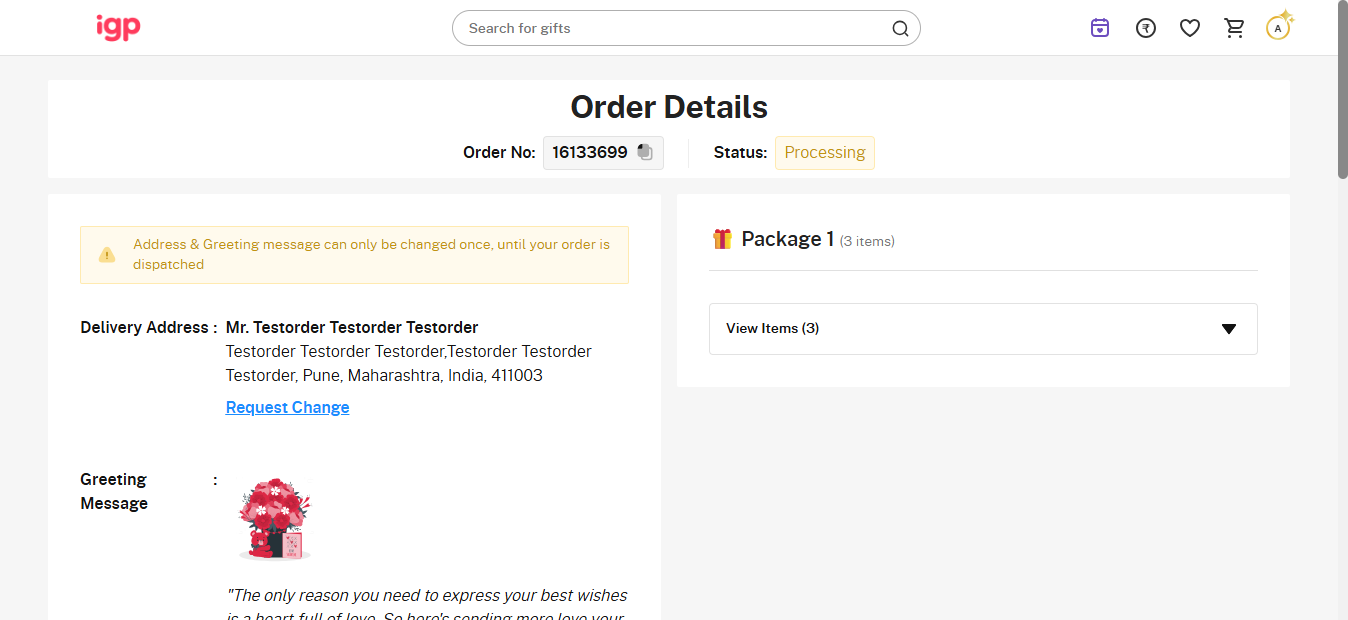 igp
Search for gifts
A
Order Details
Order No: 16133699
Status: Processing
Address & Greeting message can only be changed once, until your order is
dispatched
Delivery Address : Mr. Testorder Testorder Testorder
Testorder Testorder Testorder,Testorder Testorder
Testorder, Pune, Maharashtra, India, 411003
Request Change
Greeting
Message :
"The only reason you need to express your best wishes
is a heart full of love. So here's sending more love your
Package 1 (3 items)
View Items (3)